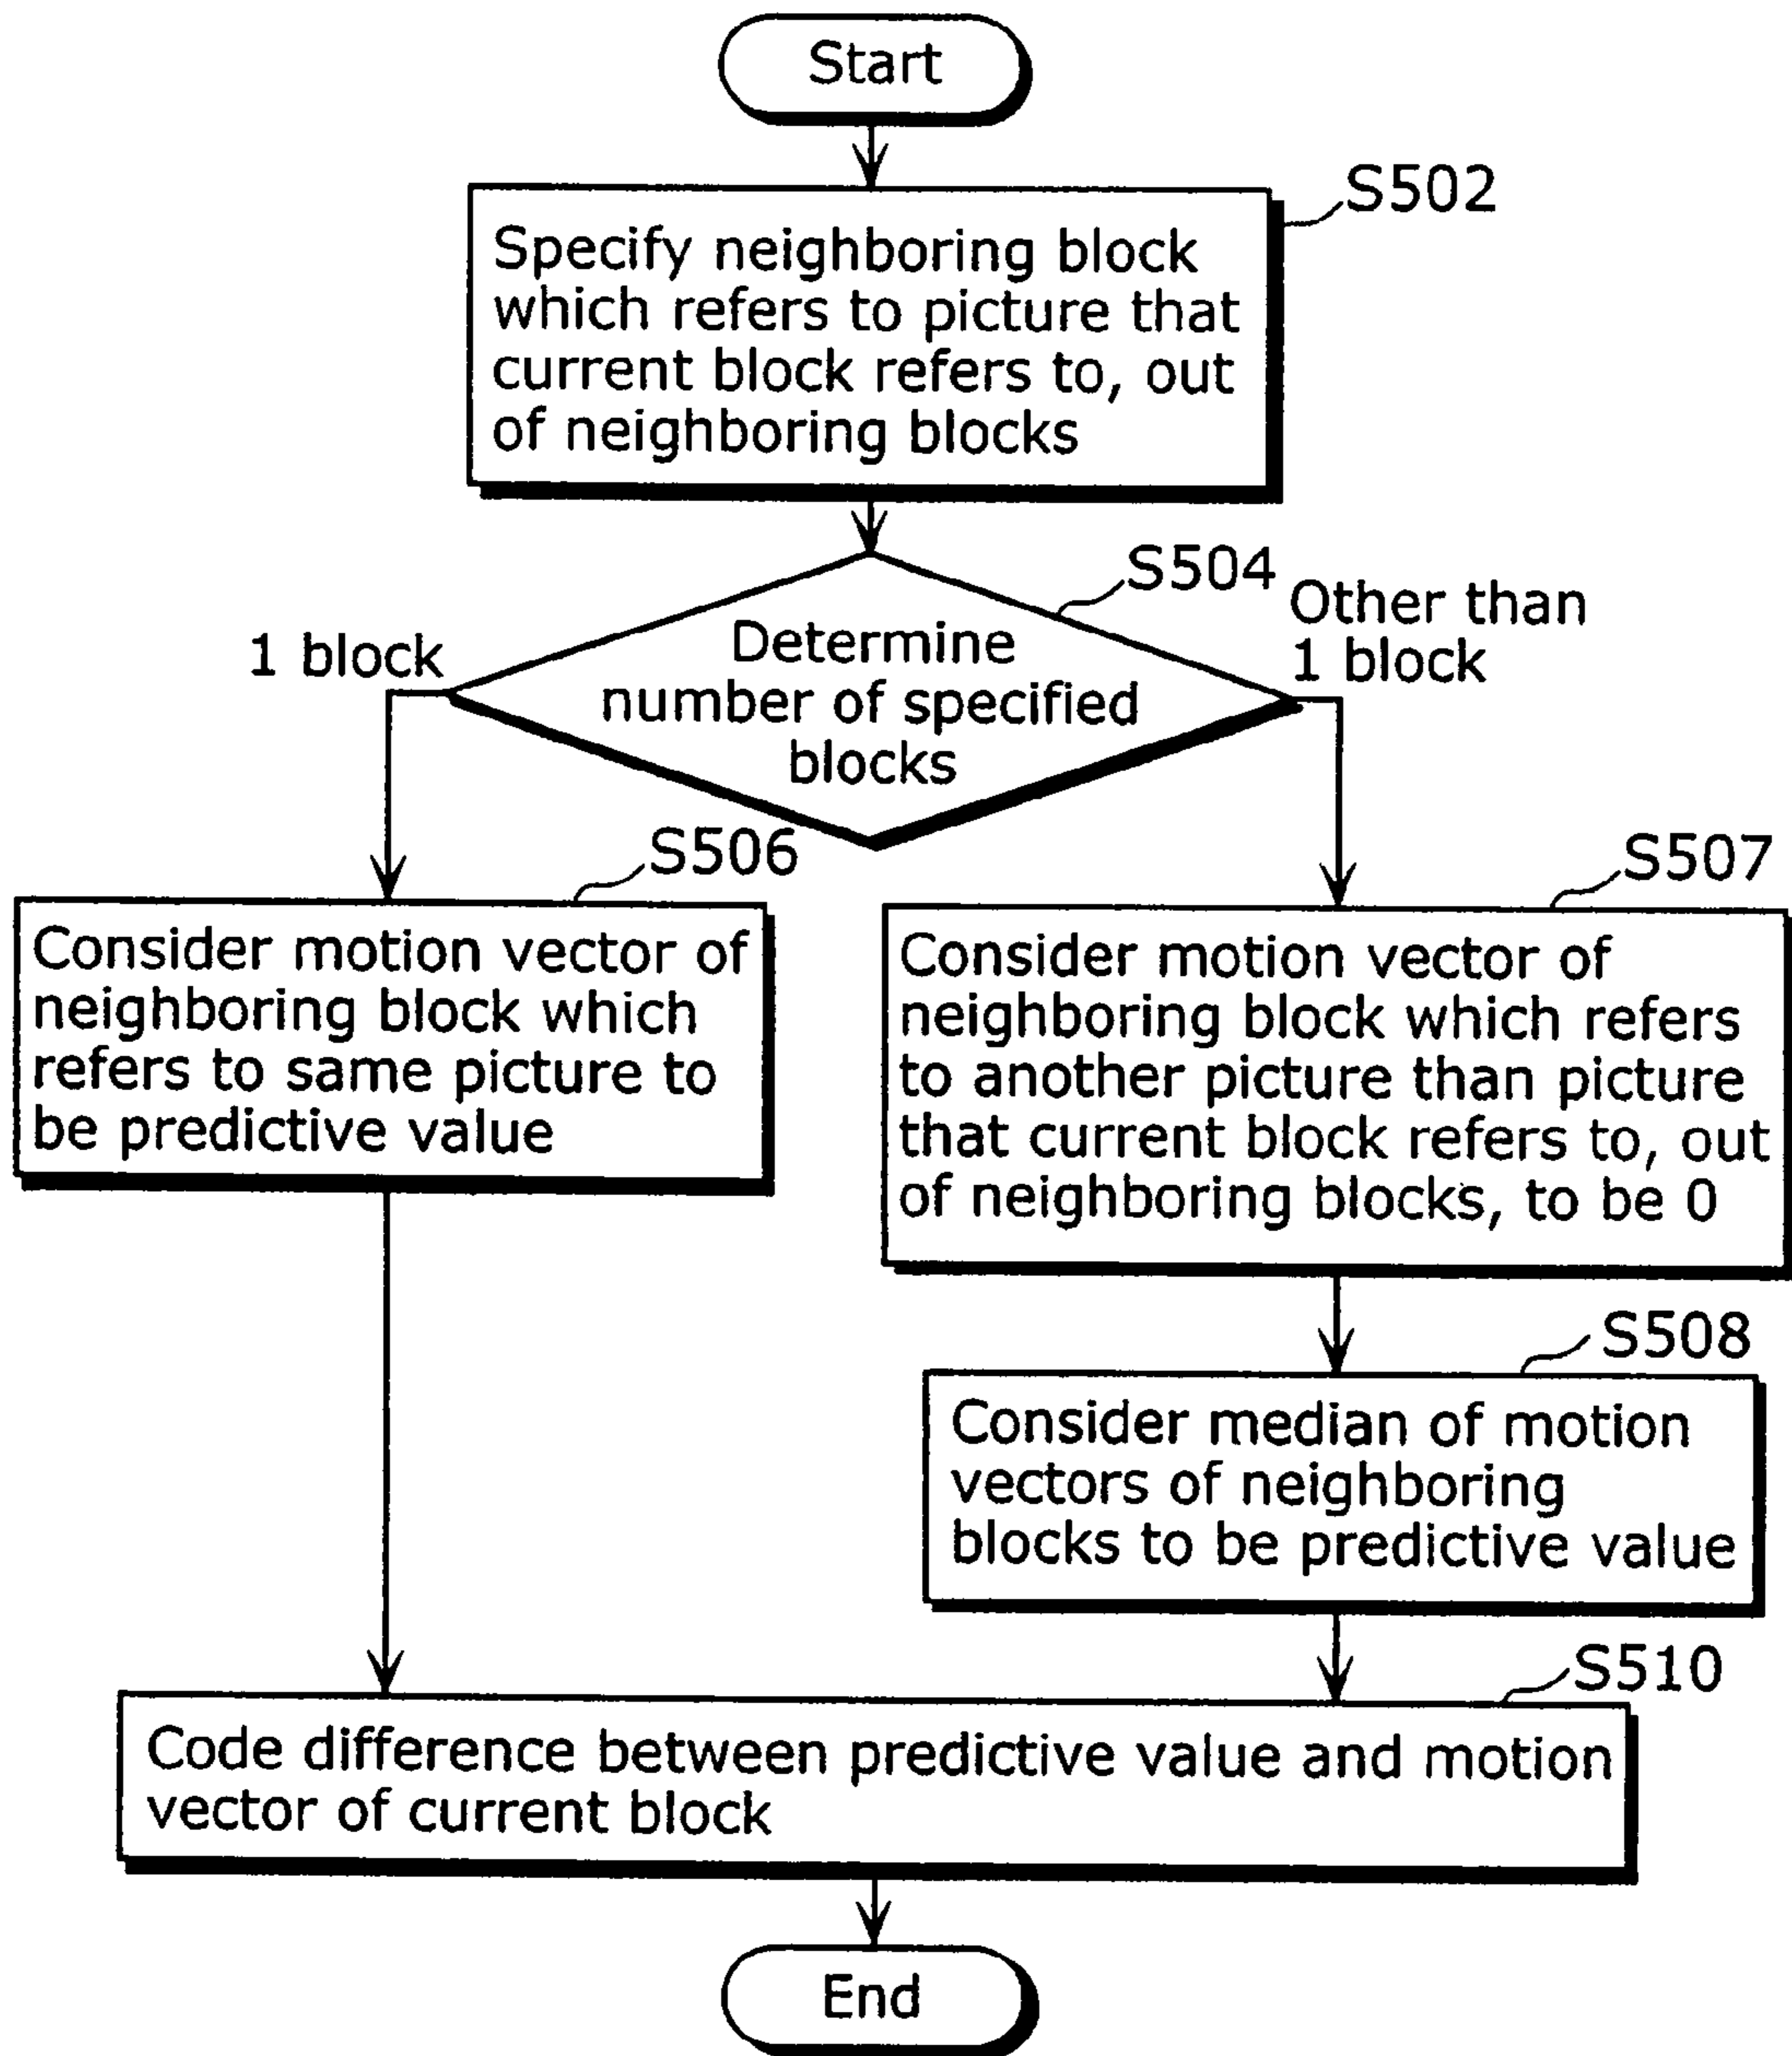 Start
S502
Specify neighboring block
which refers to picture that
current block refers to, out
of neighboring blocks
S504
1 block
Other than
1 block
Determine
number of specified
blocks
S506
Consider motion vector of
neighboring block which
refers to same picture to
be predictive value
S507
Consider motion vector of
neighboring block which refers
to another picture than picture
that current block refers to, out
of neighboring blocks, to be 0
S508
Consider median of motion
vectors of neighboring
blocks to be predictive value
S510
Code difference between predictive value and motion
vector of current block
End